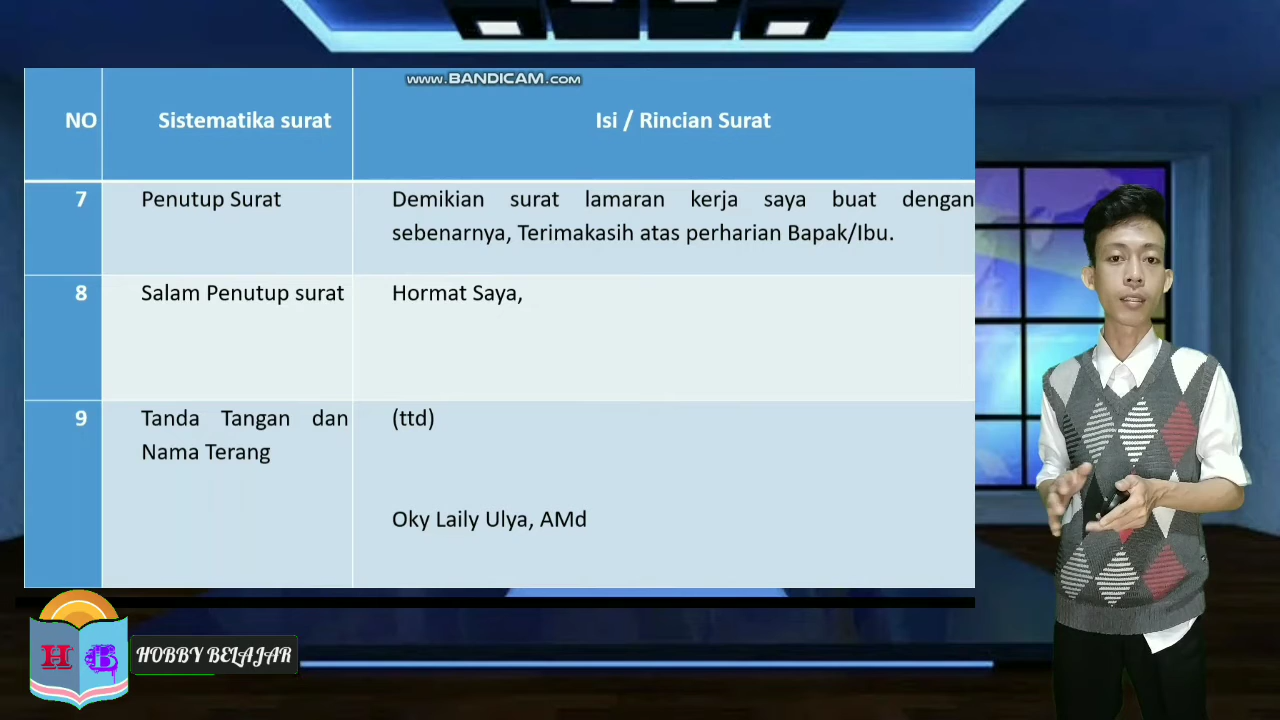 www.BANDICAM.com
NO Sistematika surat Isi / Rincian Surat
7 Penutup Surat Demikian surat lamaran kerja saya buat dengan
sebenarnya, Terimakasih atas perharian Bapak/Ibu.
8 Salam Penutup surat Hormat Saya,
9 Tanda Tangan dan (ttd)
Nama Terang
Oky Laily Ulya, AMd
H B
HOBBY BELAJAR